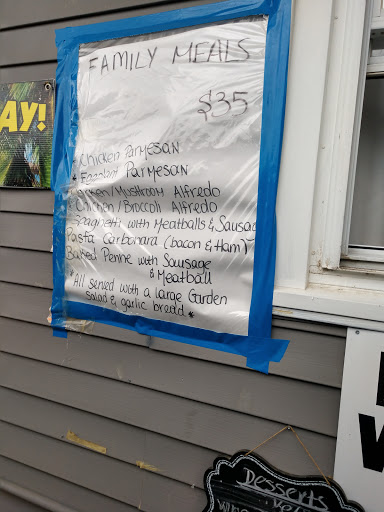 FAMILY MEALS
$35
* Chicken Parmesan
* Eggplant Parmesan
Chicken/Mushroom Alfredo
* Chicken/Broccoli Alfredo
Spaghetti with Meatballs & Sausage
Pasta Carbonara (bacon & Ham)
Baked Penne with Sausage
& Meatball
*All served with a large Garden
salad & garlic bread *
AY!
Desserts